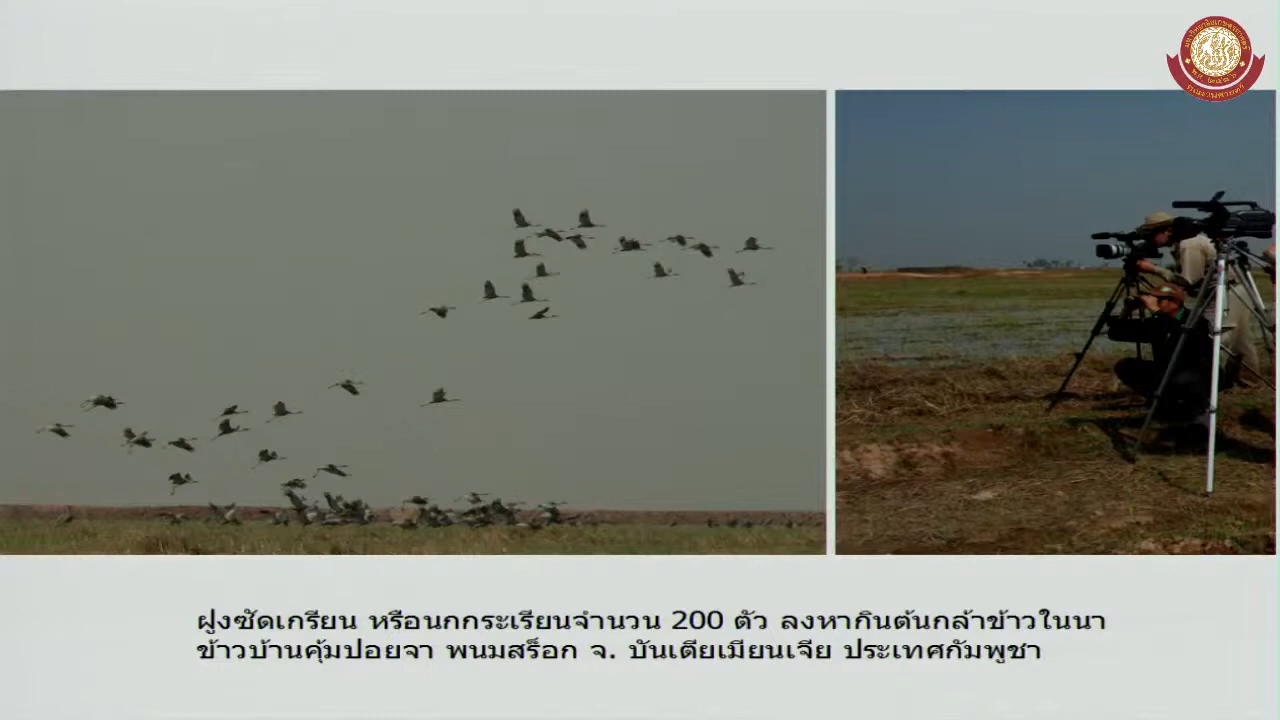 ฝูงซัดเกรียน หรือนกกระเรียนจำนวน 200 ตัว ลงหากินต้นกล้าข้าวในนา
ข้าวบ้านคุ้มปอยจา พนมสร็อก จ. บันเตียเมียนเจีย ประเทศกัมพูชา